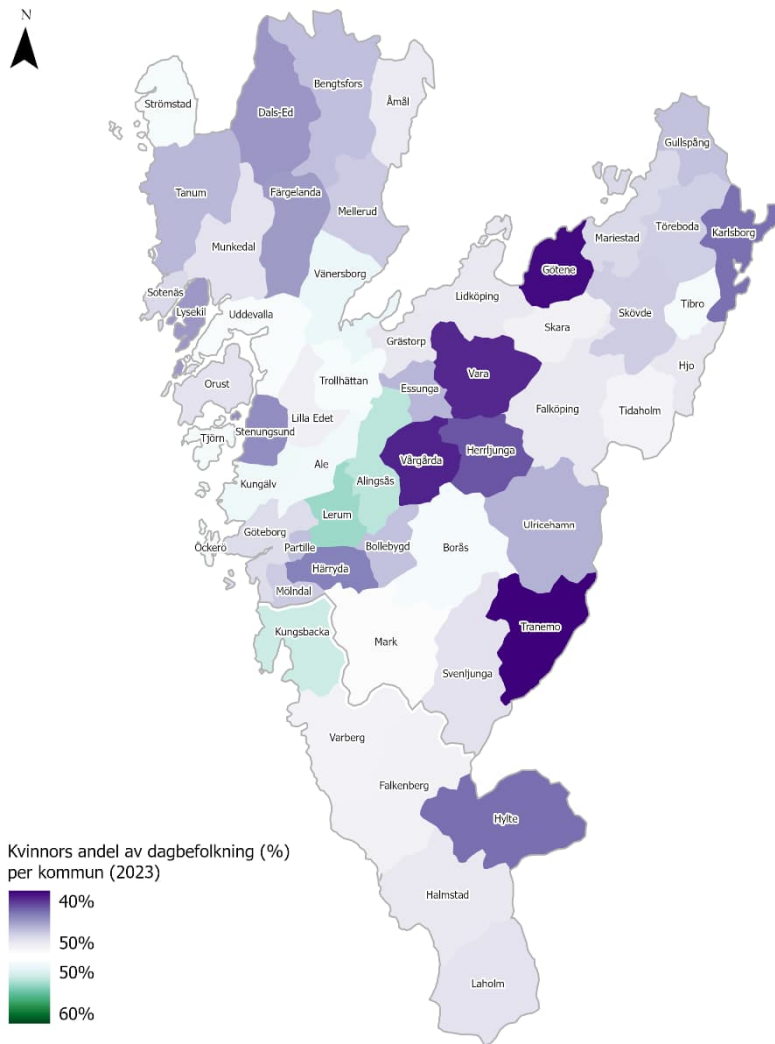 N
Strömstad
Dals-Ed
Bengtsfors
Åmål
Gullspång
Tanum
Färgelanda
Mellerud
Karlsborg
Töreboda
Mariestad
Munkedal
Götene
Vänersborg
Sotenäs
Lysekil
Lidköping
Tibro
Uddevalla
Skövde
Skara
Grästorp
Hjo
Vara
Trollhättan
Orust
Essunga
Falköping
Tidaholm
Lilla Edet
Stenungsund
Tjörn
Herrljunga
Vårgårda
Ale
Alingsås
Kungälv
Lerum
Ulricehamn
Göteborg
Öckerö
Partille
Bollebygd
Borås
Härryda
Mölndal
Tranemo
Kungsbacka
Mark
Svenljunga
Varberg
Falkenberg
Hylte
Kvinnors andel av dagbefolkning (%)
per kommun (2023)
40%
50%
50%
60%
Halmstad
Laholm